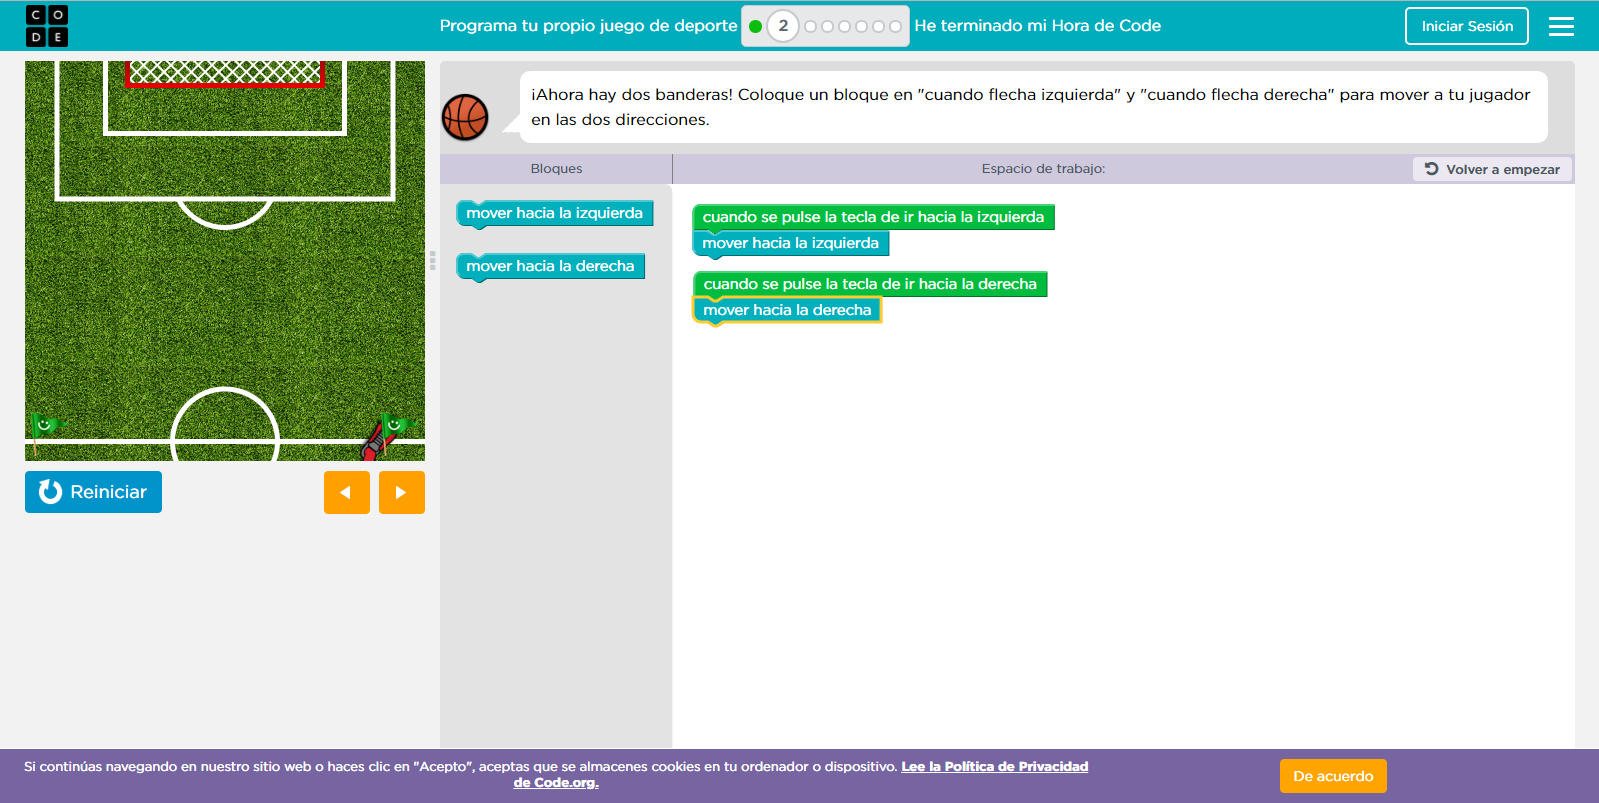 CO
DE
Programa tu propio juego de deporte
2
He terminado mi Hora de Code
Iniciar Sesión
¡Ahora hay dos banderas! Coloque un bloque en "cuando flecha izquierda" y "cuando flecha derecha" para mover a tu jugador
en las dos direcciones.
Bloques
Espacio de trabajo:
Volver a empezar
mover hacia la izquierda
mover hacia la derecha
cuando se pulse la tecla de ir hacia la izquierda
mover hacia la izquierda
cuando se pulse la tecla de ir hacia la derecha
mover hacia la derecha
Reiniciar
Si continúas navegando en nuestro sitio web o haces clic en "Acepto", aceptas que se almacenes cookies en tu ordenador o dispositivo. Lee la Política de Privacidad
de Code.org.
De acuerdo